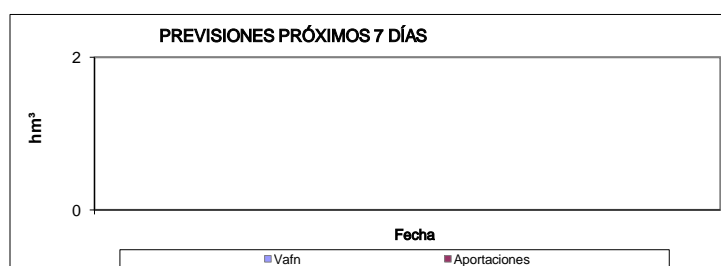 PREVISIONES PRÓXIMOS 7 DÍAS
2
hm³
0
Fecha
Vafn Aportaciones